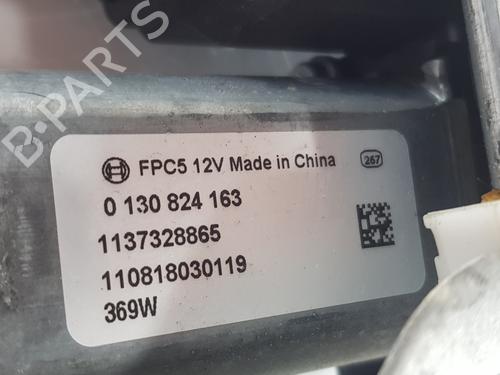 B-PARTS
FPC5 12V Made in China 267
0 130 824 163
1137328865
110818030119
369W